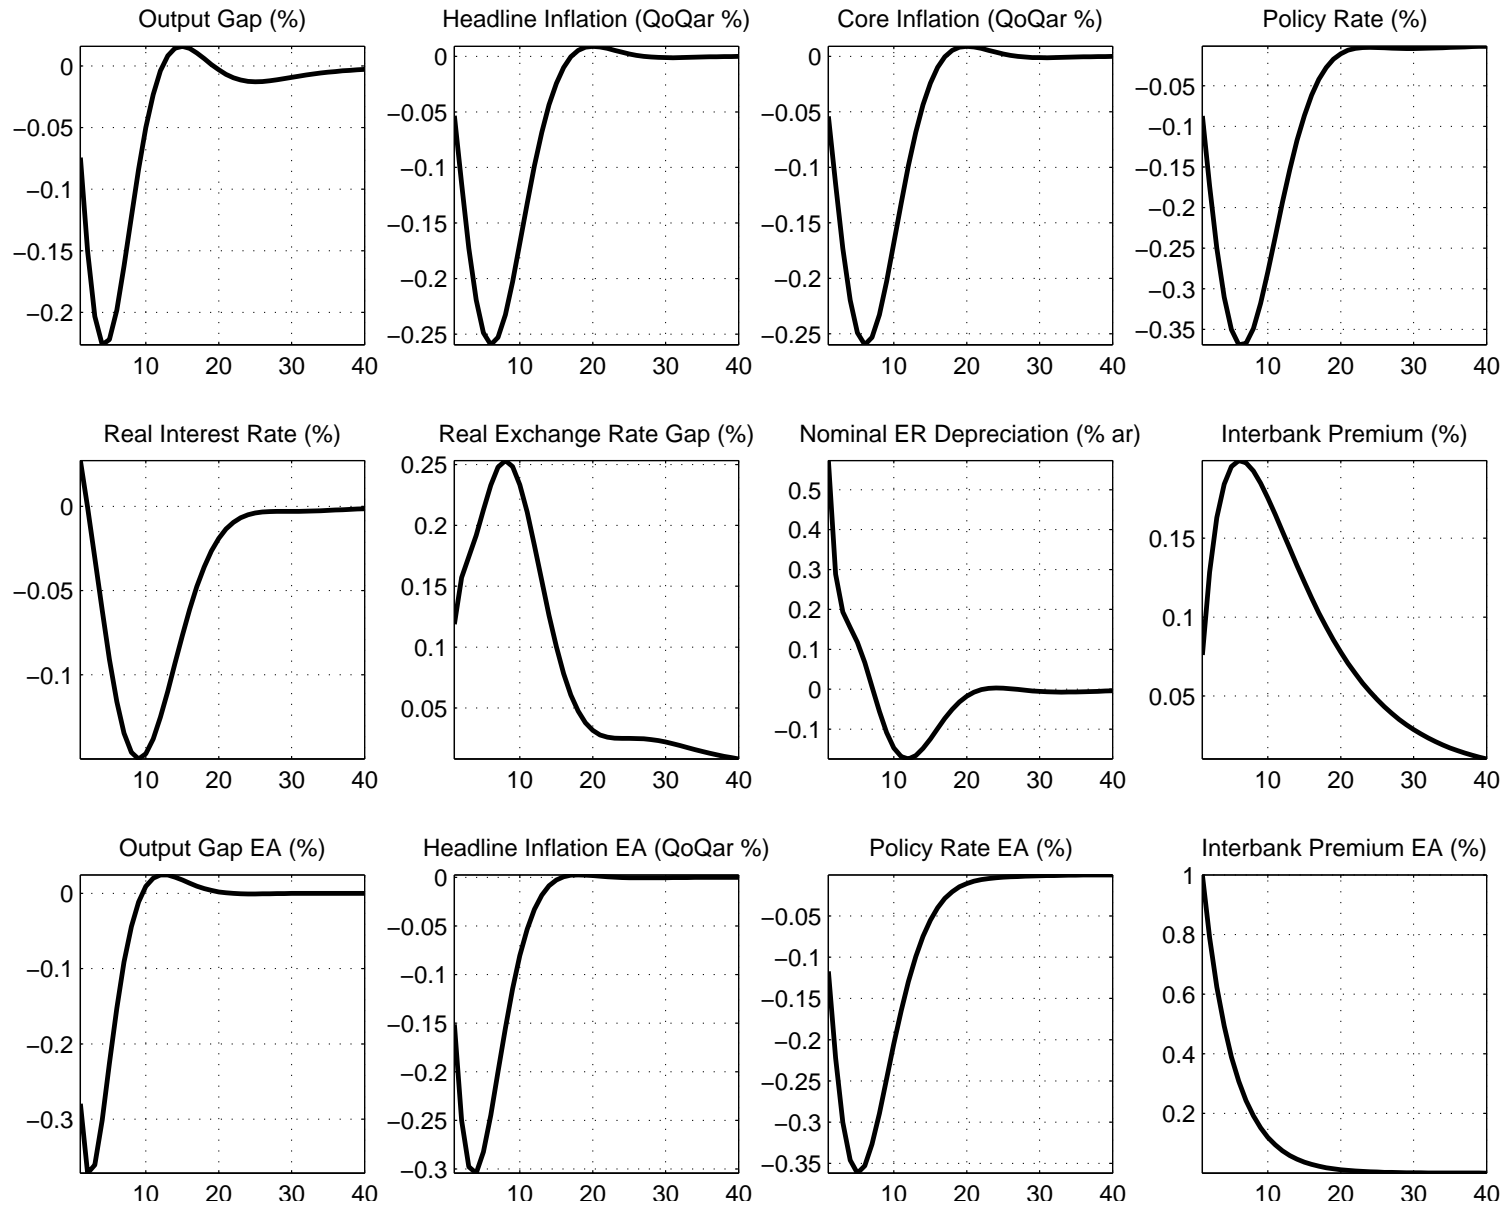 Output Gap (%)
0
−0.05
−0.1
−0.15
−0.2
10 20 30 40
Headline Inflation (QoQar %)
0
−0.05
−0.1
−0.15
−0.2
−0.25
10 20 30 40
Core Inflation (QoQar %)
0
−0.05
−0.1
−0.15
−0.2
−0.25
10 20 30 40
Policy Rate (%)
−0.05
−0.1
−0.15
−0.2
−0.25
−0.3
−0.35
10 20 30 40
Real Interest Rate (%)
0
−0.05
−0.1
10 20 30 40
Real Exchange Rate Gap (%)
0.25
0.2
0.15
0.1
0.05
10 20 30 40
Nominal ER Depreciation (% ar)
0.5
0.4
0.3
0.2
0.1
0
−0.1
10 20 30 40
Interbank Premium (%)
0.15
0.1
0.05
10 20 30 40
Output Gap EA (%)
0
−0.1
−0.2
−0.3
10 20 30 40
Headline Inflation EA (QoQar %)
0
−0.05
−0.1
−0.15
−0.2
−0.25
−0.3
10 20 30 40
Policy Rate EA (%)
−0.05
−0.1
−0.15
−0.2
−0.25
−0.3
−0.35
10 20 30 40
Interbank Premium EA (%)
1
0.8
0.6
0.4
0.2
10 20 30 40